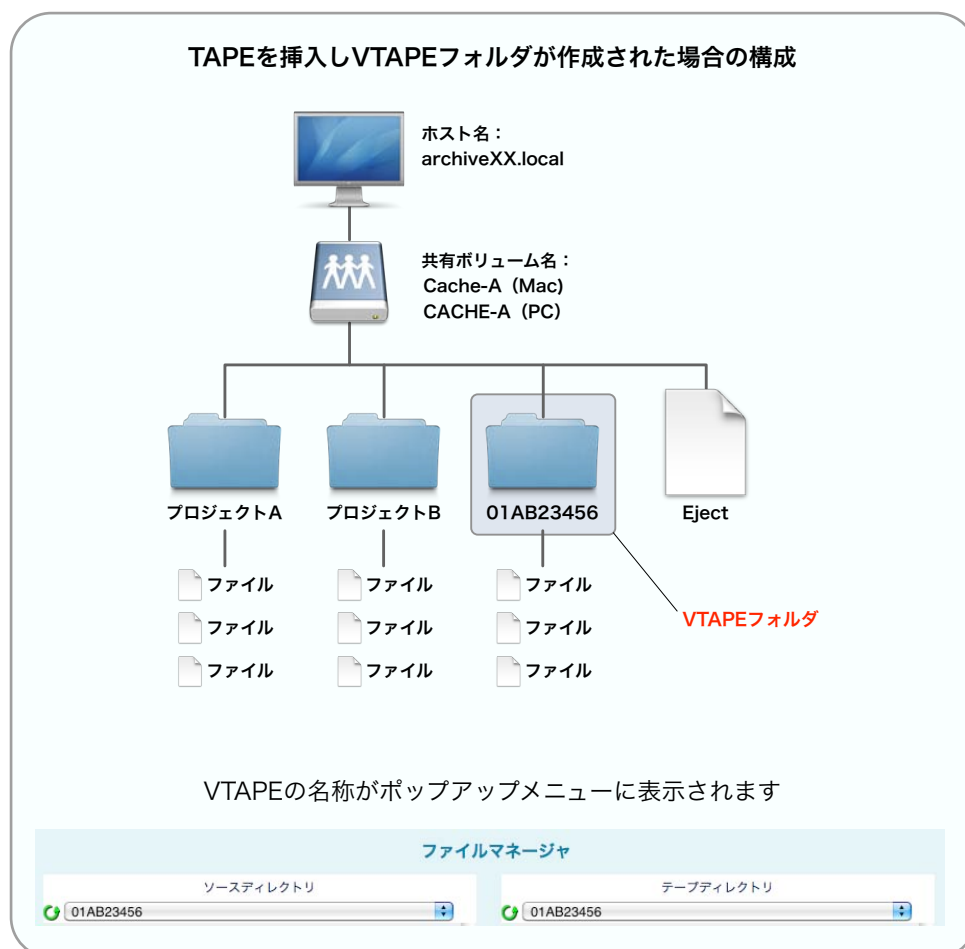 TAPEを挿入しVTAPEフォルダが作成された場合の構成
ホスト名：
archiveXX.local
共有ボリューム名：
Cache-A（Mac)
CACHE-A（PC）
プロジェクトA プロジェクトB 01AB23456 Eject
ファイル ファイル ファイル
ファイル ファイル ファイル
VTAPEフォルダ
ファイル ファイル ファイル
VTAPEの名称がポップアップメニューに表示されます
ファイルマネージャ
ソースディレクトリ テープディレクトリ
01AB23456 01AB23456